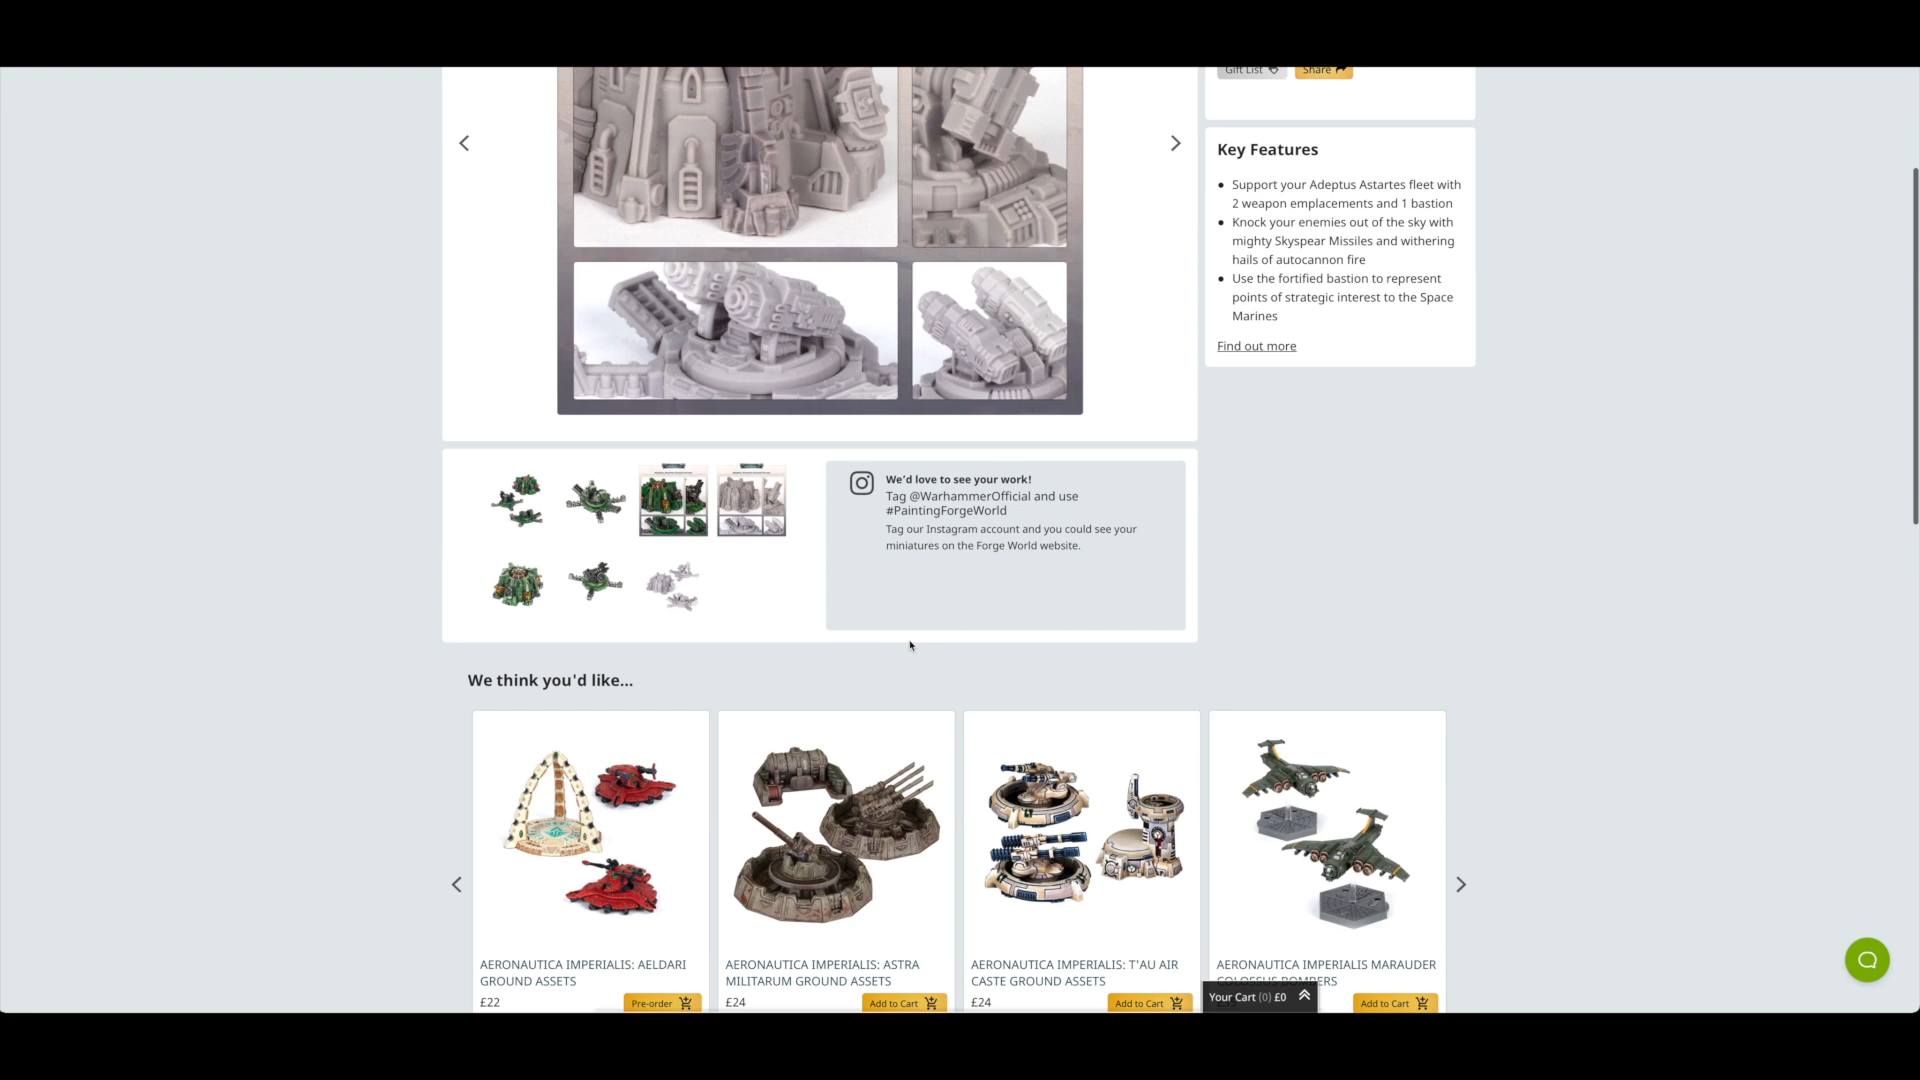 Gift List
Share
Key Features
Support your Adeptus Astartes fleet with
2 weapon emplacements and 1 bastion
Knock your enemies out of the sky with
mighty Skyspear Missiles and withering
hails of autocannon fire
Use the fortified bastion to represent
points of strategic interest to the Space
Marines
Find out more
We'd love to see your work!
Tag @WarhammerOfficial and use
#PaintingForgeWorld
Tag our Instagram account and you could see your
miniatures on the Forge World website.
We think you'd like...
AERONAUTICA IMPERIALIS: AELDARI
GROUND ASSETS
£22
Pre-order
AERONAUTICA IMPERIALIS: ASTRA
MILITARUM GROUND ASSETS
£24
Add to Cart
AERONAUTICA IMPERIALIS: T'AU AIR
CASTE GROUND ASSETS
£24
Add to Cart
AERONAUTICA IMPERIALIS MARAUDER
COLOSSUS BOMBERS
Add to Cart
Your Cart (0) £0